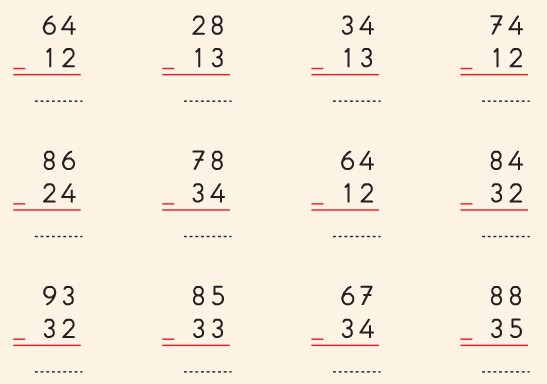 64 28 34 74
_ 12 _ 13 _ 13 _ 12
86 78 64 84
_ 24 _ 34 _ 12 _ 32
93 85 67 88
_ 32 _ 33 _ 34 _ 35